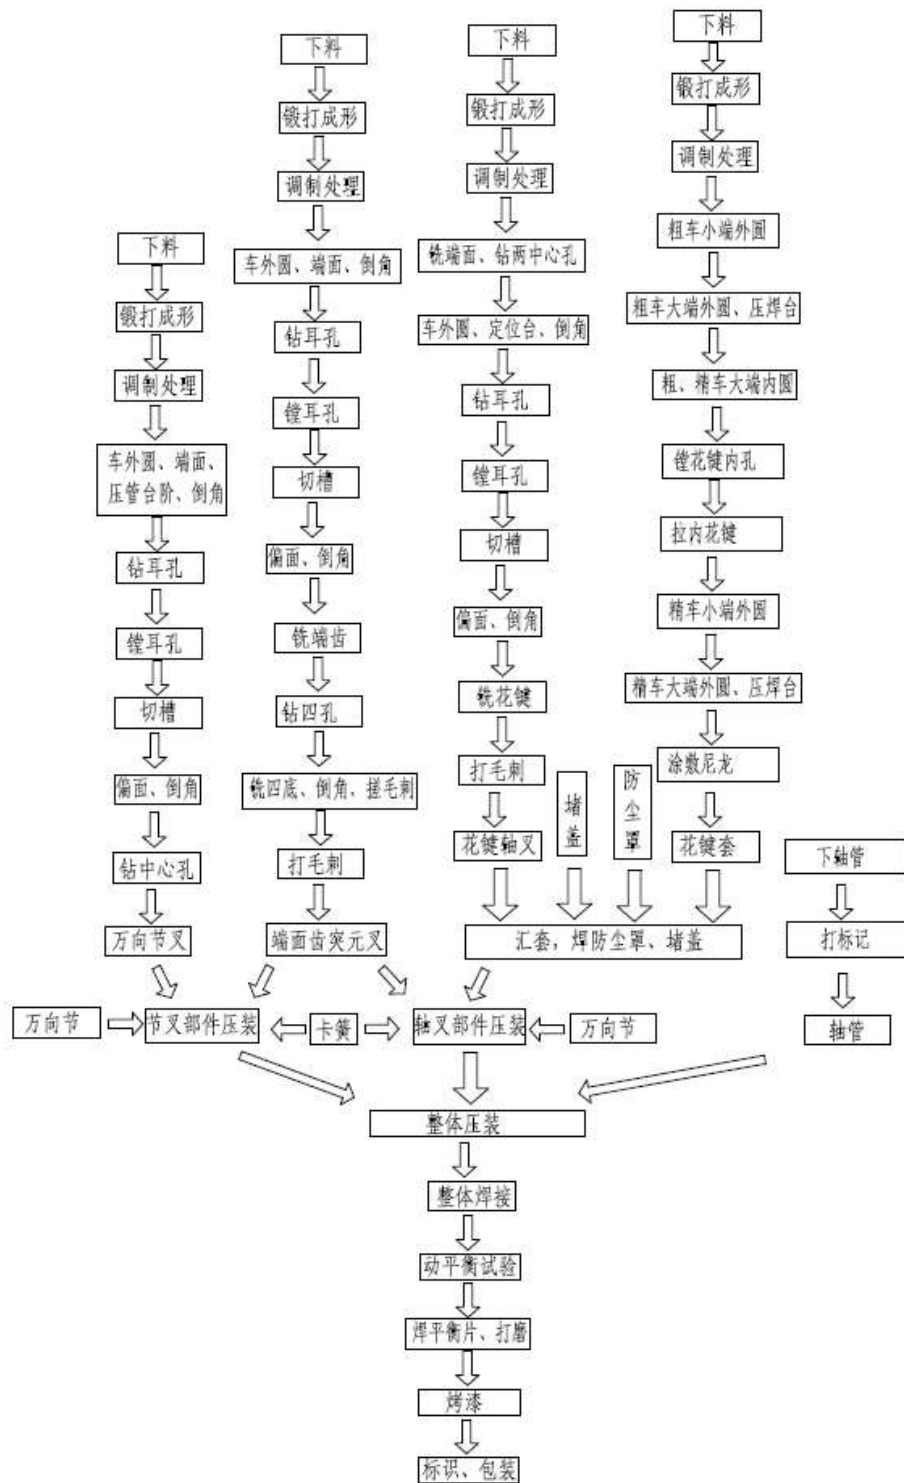 下料
锻打成形
调制处理
车外圆、端面、
压管台阶、倒角
钻耳孔
镗耳孔
切槽
偏面、倒角
钻中心孔
万向节叉
下料
锻打成形
调制处理
车外圆、端面、倒角
钻耳孔
镗耳孔
切槽
偏面、倒角
铣端齿
钻四孔
铣四底、倒角、搓毛刺
打毛刺
端面齿突元叉
下料
锻打成形
调制处理
铣端面、钻两中心孔
车外圆、定位台、倒角
钻耳孔
镗耳孔
切槽
偏面、倒角
铣花键
打毛刺
花键轴叉
堵盖
防尘罩
下料
锻打成形
调制处理
粗车小端外圆
粗车大端外圆、压焊台
粗、精车大端内圆
镗花键内孔
拉内花键
精车小端外圆
精车大端外圆、压焊台
涂敷尼龙
花键套
汇套；焊防尘罩、堵盖
下轴管
打标记
轴管
万向节
节叉部件压装
卡簧
轴叉部件压装
万向节
整体压装
整体焊接
动平衡试验
焊平衡片、打磨
烤漆
标识、包装